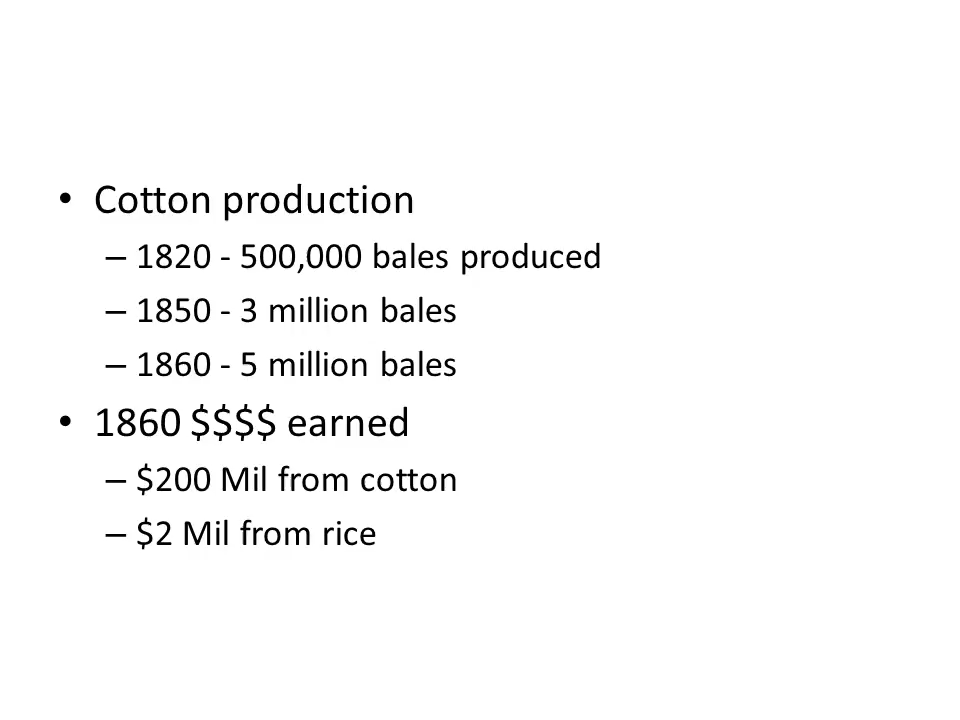 • Cotton production
– 1820 - 500,000 bales produced
– 1850 - 3 million bales
– 1860 - 5 million bales
• 1860 $$$$ earned
– $200 Mil from cotton
– $2 Mil from rice